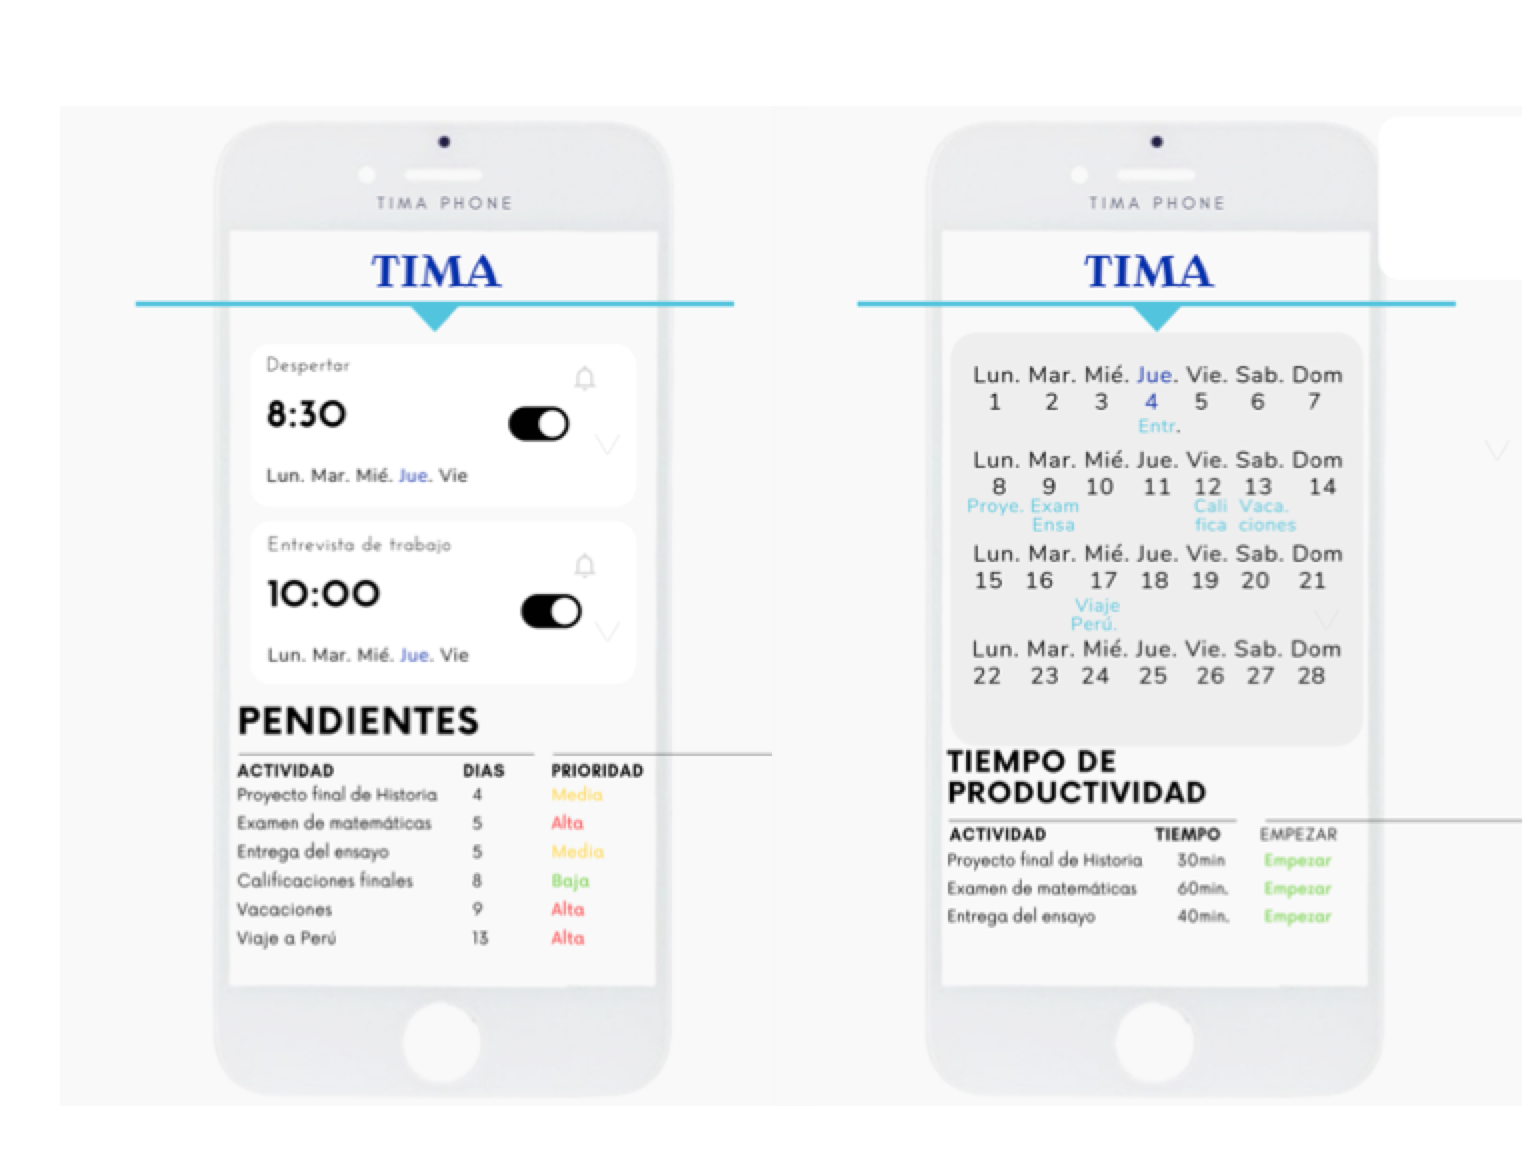 TIMA PHONE
TIMA
Despertar
8:30
Lun. Mar. Mié. Jue. Vie
Entrevista de trabajo
10:00
Lun. Mar. Mié. Jue. Vie
PENDIENTES
ACTIVIDAD DIAS PRIORIDAD
Proyecto final de Historia 4 Media
Examen de matemáticas 5 Alta
Entrega del ensayo 5 Media
Calificaciones finales 8 Baja
Vacaciones 9 Alta
Viaje a Perú 13 Alta
TIMA PHONE
TIMA
Lun. Mar. Mié. Jue. Vie. Sab. Dom
1 2 3 4 5 6 7
Entr.
Lun. Mar. Mié. Jue. Vie. Sab. Dom
8 9 10 11 12 13 14
Proye. Exam Cali Vaca.
Ensa fica ciones
Lun. Mar. Mié. Jue. Vie. Sab. Dom
15 16 17 18 19 20 21
Viaje
Perú.
Lun. Mar. Mié. Jue. Vie. Sab. Dom
22 23 24 25 26 27 28
TIEMPO DE
PRODUCTIVIDAD
ACTIVIDAD TIEMPO EMPEZAR
Proyecto final de Historia 30min Empezar
Examen de matemáticas 60min. Empezar
Entrega del ensayo 40min. Empezar